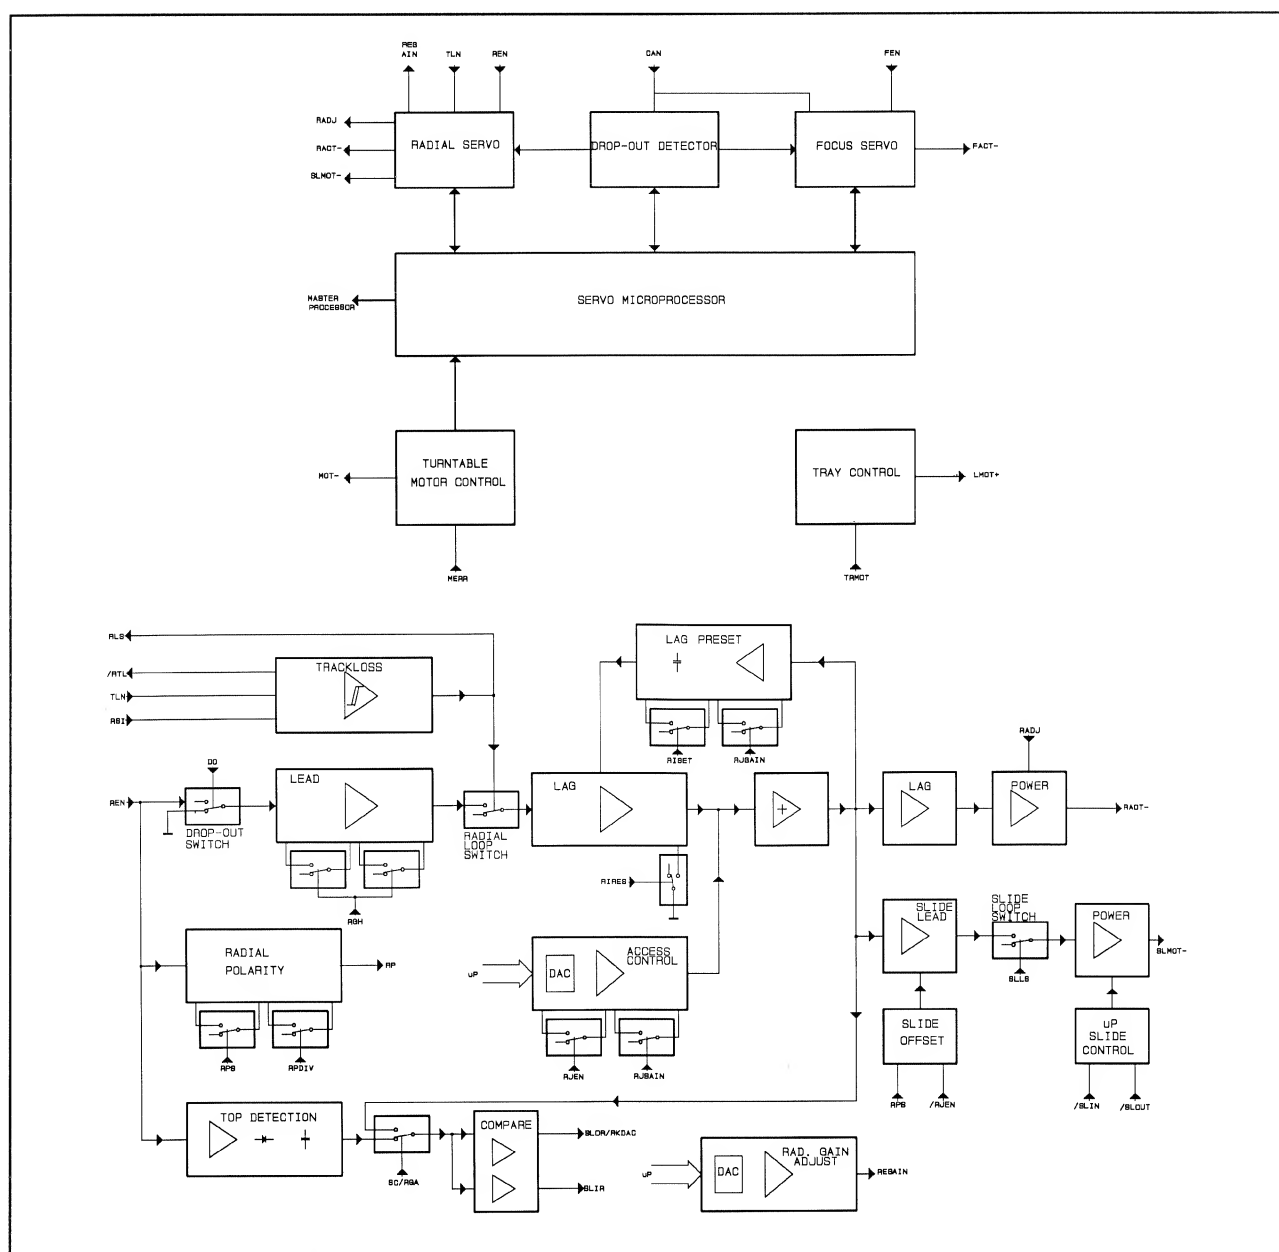 REG
AIN
TLN
REN
CAN
FEN
RADJ
RADIAL SERVO
DROP-OUT DETECTOR
FOCUS SERVO
RACT-
FACT-
SLMOT-
MASTER
PROCESSOR
SERVO MICROPROCESSOR
TURNTABLE
MOTOR CONTROL
MOT-
TRAY CONTROL
LMOT+
MERR
TRMOT
RLS
LAG PRESET
TRACKLOSS
/RTL
TLN
RGI
RISET
RJGAIN
RADJ
DO
LEAD
LAG
LAG
POWER
REN
RACT-
DROP-OUT
SWITCH
RADIAL
LOOP
SWITCH
RIRES
RGH
SLIDE
LEAD
SLIDE
LOOP
SWITCH
POWER
RADIAL
POLARITY
RP
uP
DAC
ACCESS
CONTROL
SLMOT-
SLLS
SLIDE
OFFSET
uP
SLIDE
CONTROL
RPS
RPDIV
RJEN
RJGAIN
RPS
/RJEN
/SLIN
/SLOUT
TOP DETECTION
COMPARE
SLOR/RKDAC
SC/RGA
SLIR
uP
DAC
RAD. GAIN
ADJUST
REGAIN